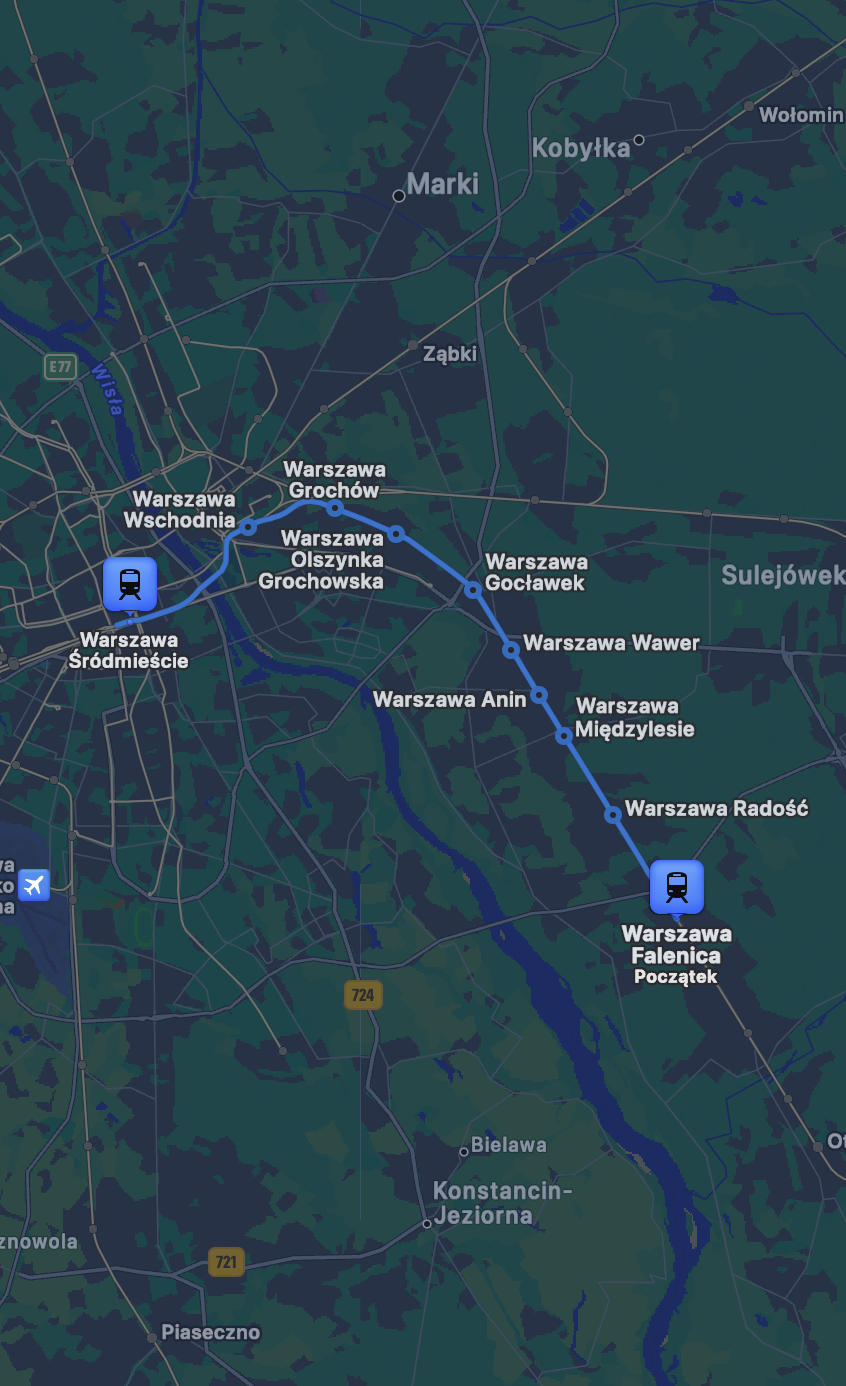 Wołomin
Kobyłka
Marki
Ząbki
E77
Wisła
Warszawa
Grochów
Warszawa
Wschodnia
Warszawa
Olszynka
Grochowska
Warszawa
Gocławek
Sulejówek
Warszawa
Śródmieście
Warszawa Wawer
Warszawa Anin
Warszawa
Międzylesie
Warszawa Radość
Warszawa
Falenica
Początek
724
Bielawa
Konstancin-
Jeziorna
721
Piaseczno